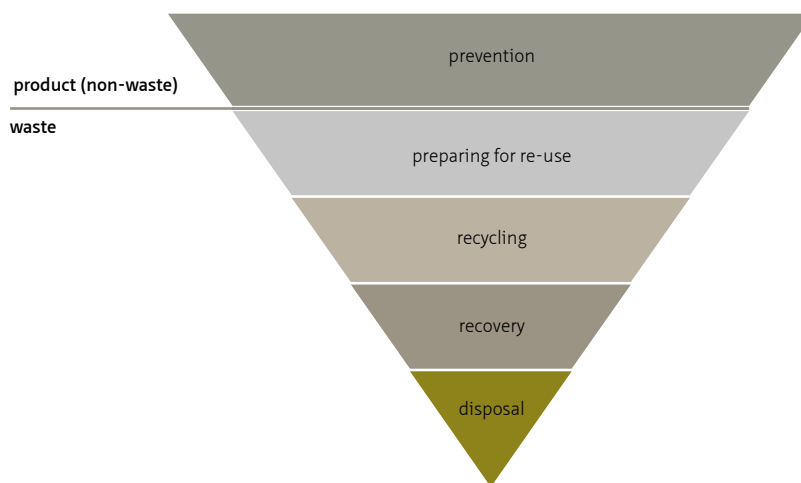 prevention
product (non-waste)
waste
preparing for re-use
recycling
recovery
disposal